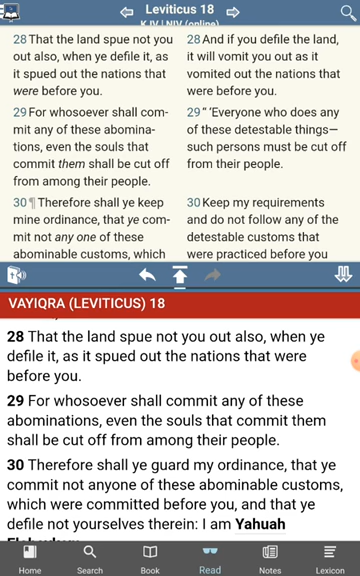 Leviticus 18
KJV | NIV (online)
28 That the land spue not you
out also, when ye defile it, as
it spued out the nations that
were before you.
29 For whosoever shall com-
mit any of these abomina-
tions, even the souls that
commit them shall be cut off
from among their people.
30 ¶ Therefore shall ye keep
mine ordinance, that ye com-
mit not any one of these
abominable customs, which
28 And if you defile the land,
it will vomit you out as it
vomited out the nations that
were before you.
29 “ ‘Everyone who does any
of these detestable things—
such persons must be cut off
from their people.
30 Keep my requirements
and do not follow any of the
detestable customs that
were practiced before you
VAYIQRA (LEVITICUS) 18
28 That the land spue not you out also, when ye
defile it, as it spued out the nations that were
before you.
29 For whosoever shall commit any of these
abominations, even the souls that commit them
shall be cut off from among their people.
30 Therefore shall ye guard my ordinance, that ye
commit not anyone of these abominable customs,
which were committed before you, and that ye
defile not yourselves therein: I am Yahuah
Home
Search
Book
Read
Notes
Lexicon